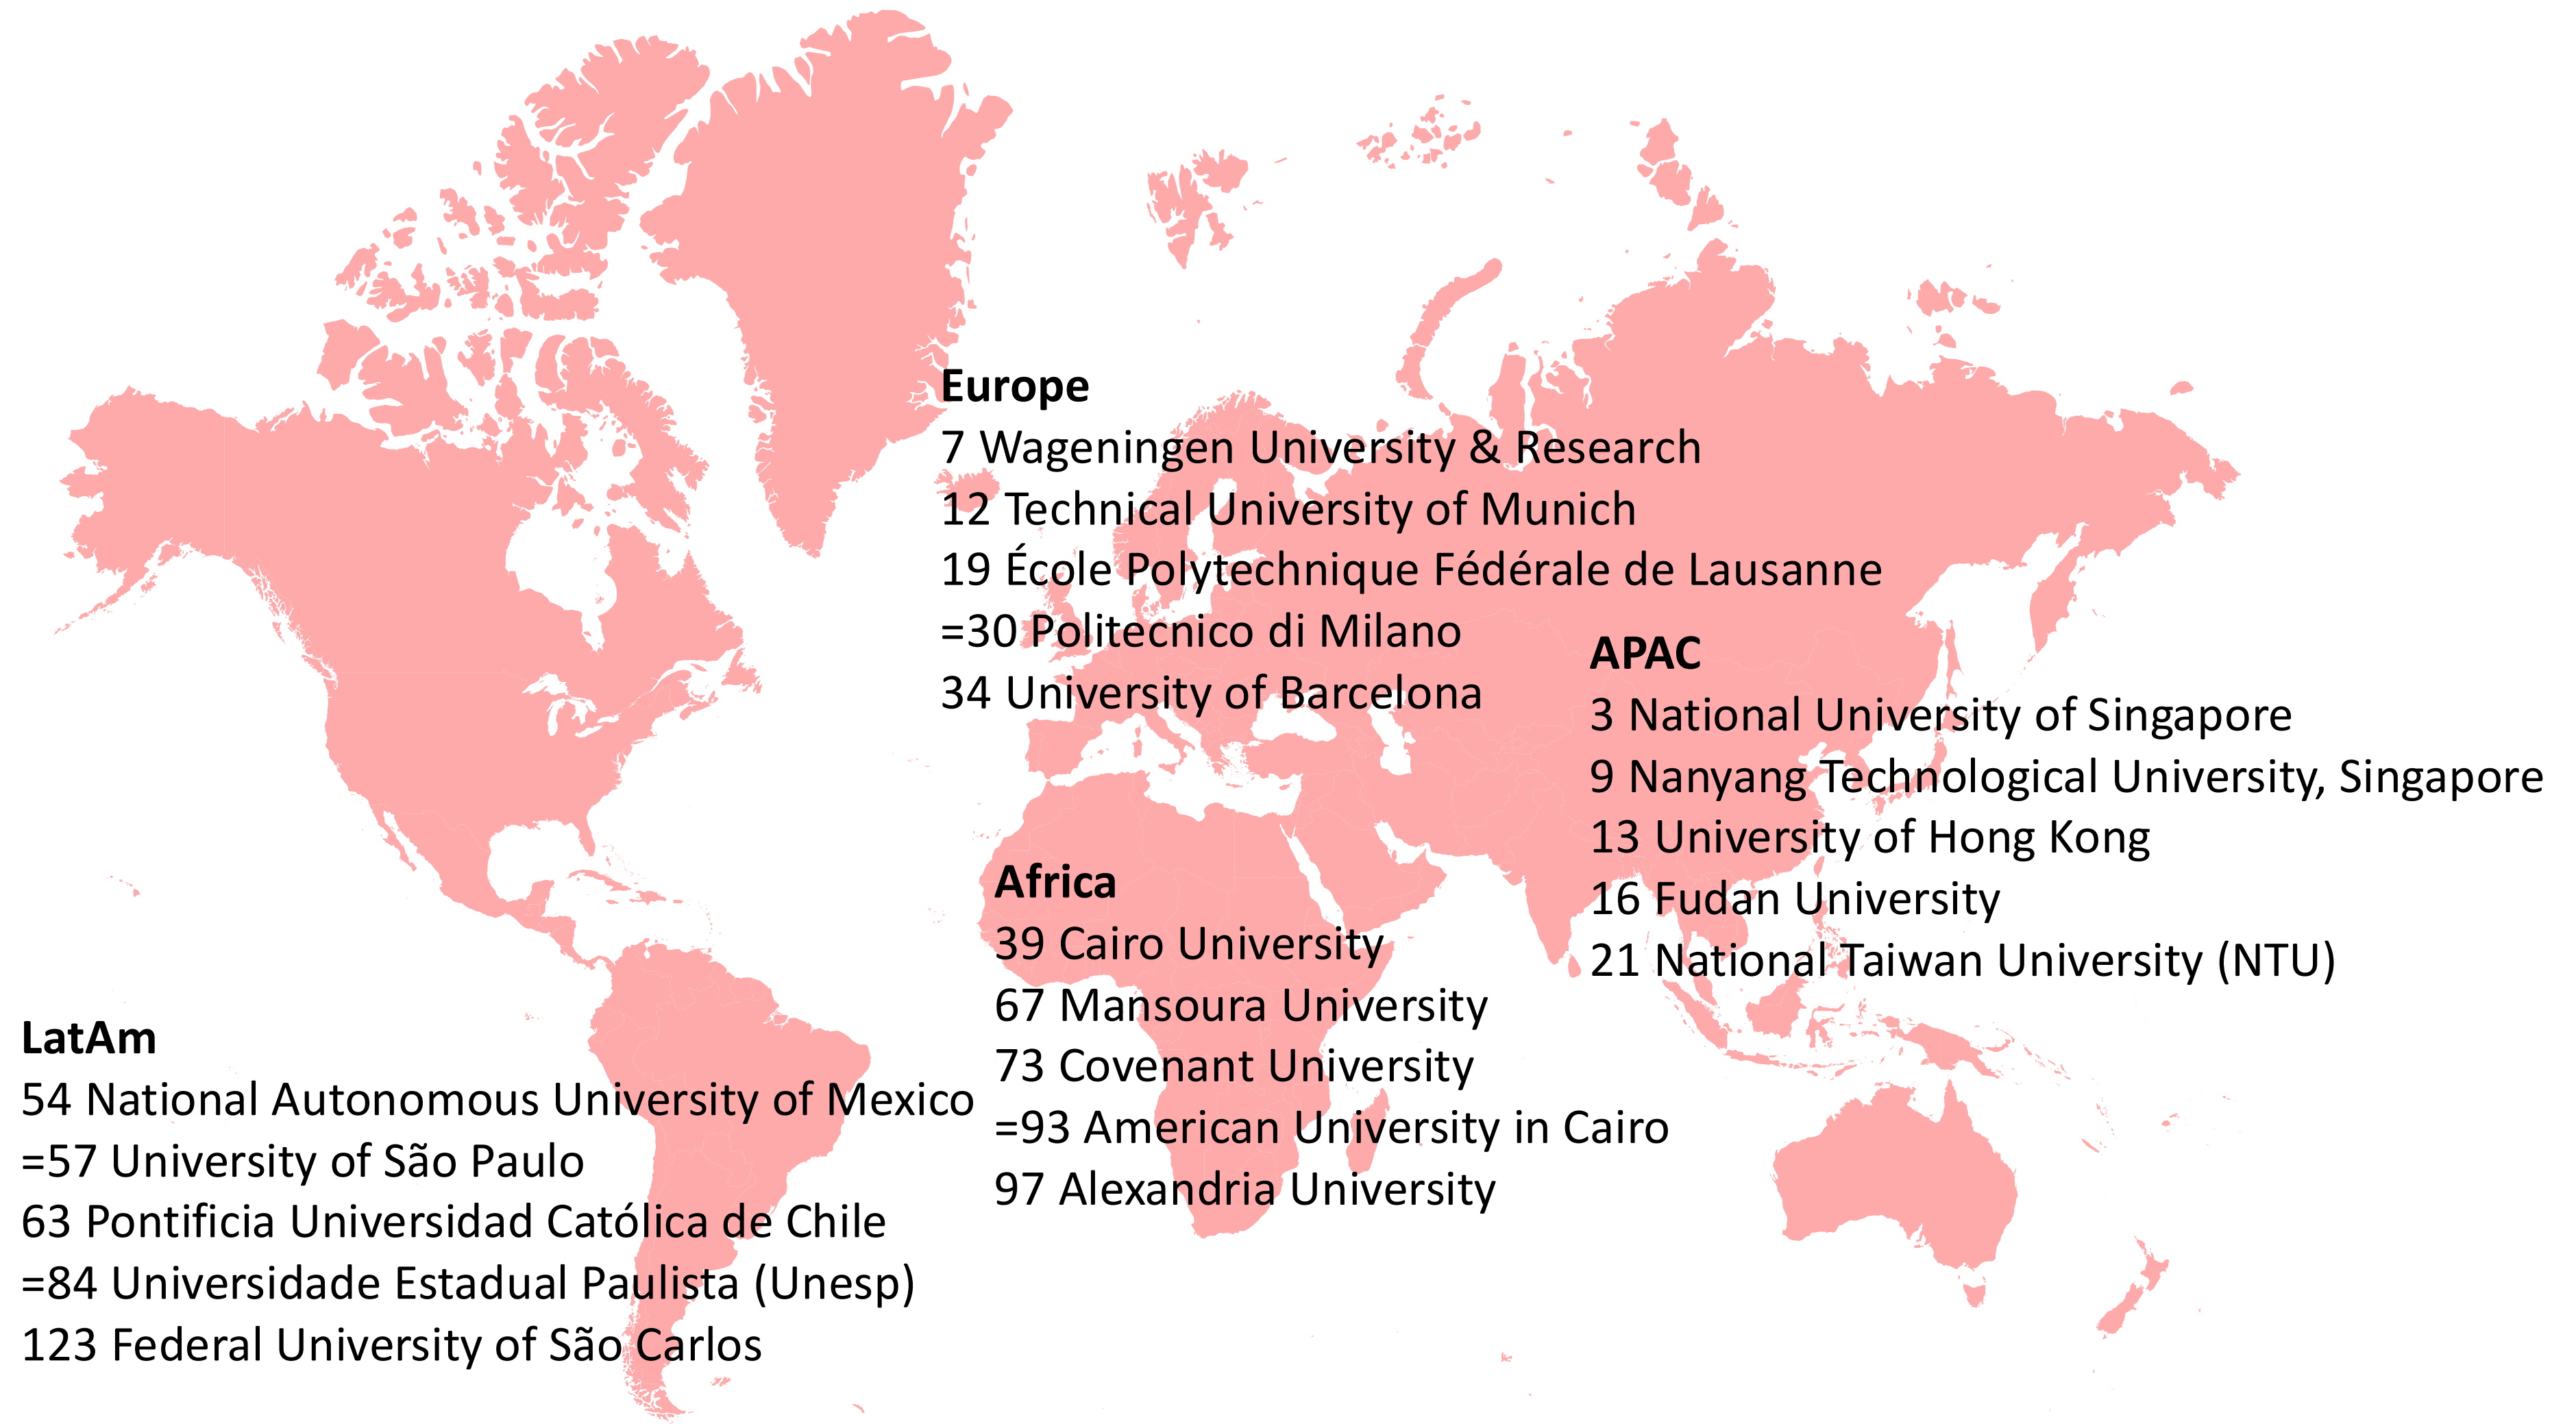 Europe
7 Wageningen University & Research
12 Technical University of Munich
19 École Polytechnique Fédérale de Lausanne
=30 Politecnico di Milano
34 University of Barcelona
APAC
3 National University of Singapore
9 Nanyang Technological University, Singapore
13 University of Hong Kong
16 Fudan University
21 National Taiwan University (NTU)
Africa
39 Cairo University
67 Mansoura University
73 Covenant University
=93 American University in Cairo
97 Alexandria University
LatAm
54 National Autonomous University of Mexico
=57 University of São Paulo
63 Pontificia Universidad Católica de Chile
=84 Universidade Estadual Paulista (Unesp)
123 Federal University of São Carlos